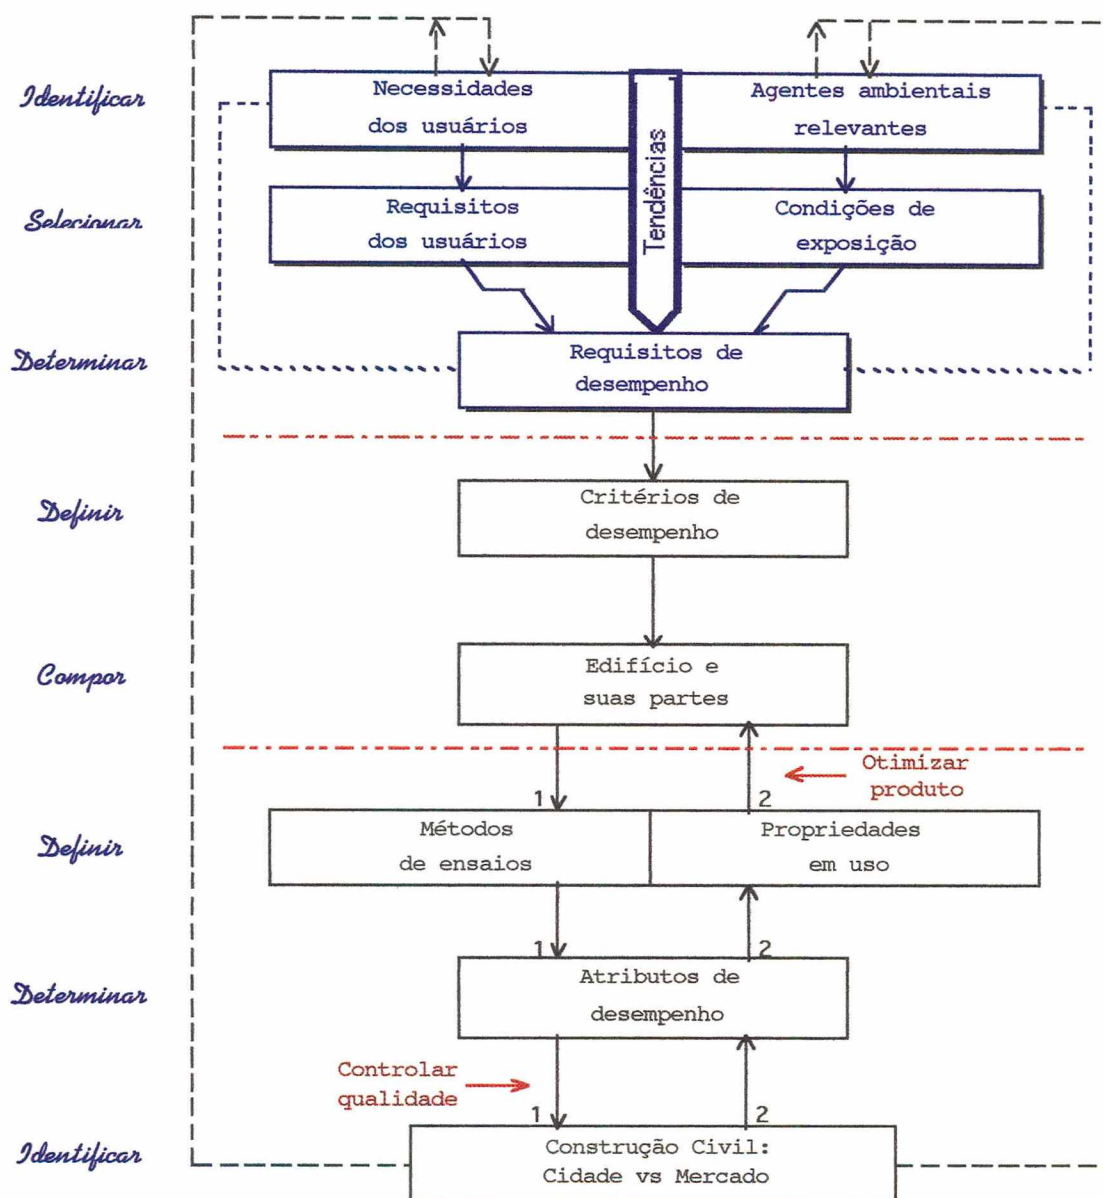 Identificar
Necessidades
dos usuários
Tendências
Agentes ambientais
relevantes
Selecionar
Requisitos
dos usuários
Condições de
exposição
Determinar
Requisitos de
desempenho
Definir
Critérios de
desempenho
Compor
Edifício e
suas partes
Otimizar
produto
1
2
Definir
Métodos
de ensaios
Propriedades
em uso
1
2
Determinar
Atributos de
desempenho
Controlar
qualidade
1
2
Identificar
Construção Civil:
Cidade vs Mercado